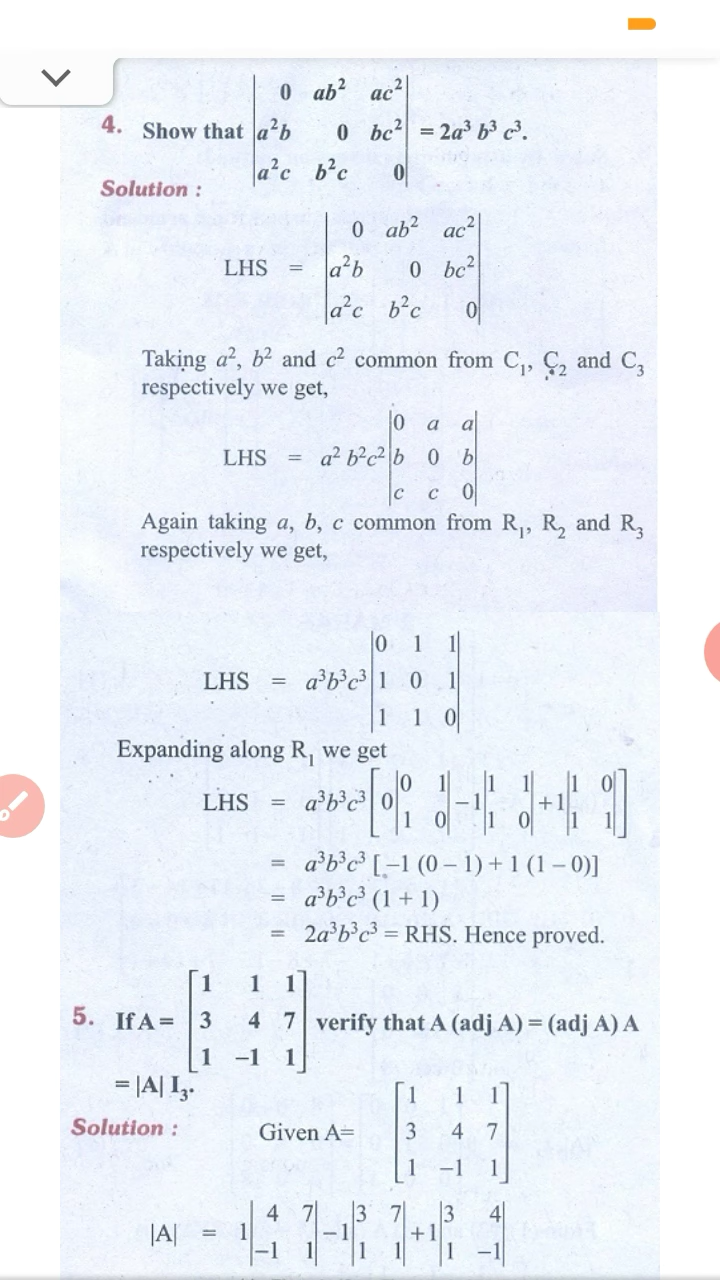 4. Show that | 0 ab² ac² |
| a²b 0 bc² | = 2a³ b³ c³.
| a²c b²c 0 |
Solution :
| 0 ab² ac² |
LHS = | a²b 0 bc² |
| a²c b²c 0 |
Taking a², b² and c² common from C₁, C₂ and C₃
respectively we get,
| 0 a a |
LHS = a² b²c² | b 0 b |
| c c 0 |
Again taking a, b, c common from R₁, R₂ and R₃
respectively we get,
| 0 1 1 |
LHS = a³b³c³ | 1 0 1 |
| 1 1 0 |
Expanding along R₁ we get
LHS = a³b³c³ [ 0 | 0 1 | −1 | 1 1 | +1 | 1 0 | ]
| 1 0 | | 1 0 | | 1 1 |
= a³b³c³ [ −1 (0 – 1) + 1 (1 – 0)]
= a³b³c³ (1 + 1)
= 2a³b³c³ = RHS. Hence proved.
[ 1 1 1 ]
5. If A = [ 3 4 7 ] verify that A (adj A) = (adj A) A
[ 1 −1 1 ]
= |A| I₃.
[ 1 1 1 ]
Solution : Given A= [ 3 4 7 ]
[ 1 −1 1 ]
|A| = 1 | 4 7 | −1 | 3 7 | +1 | 3 4 |
| −1 1 | | 1 1 | | 1 −1 |